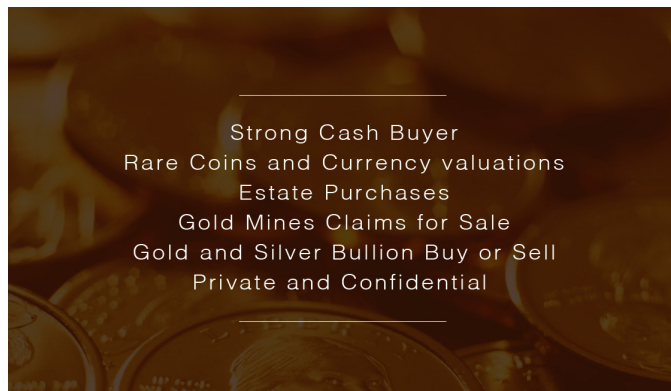 Strong Cash Buyer
Rare Coins and Currency valuations
Estate Purchases
Gold Mines Claims for Sale
Gold and Silver Bullion Buy or Sell
Private and Confidential